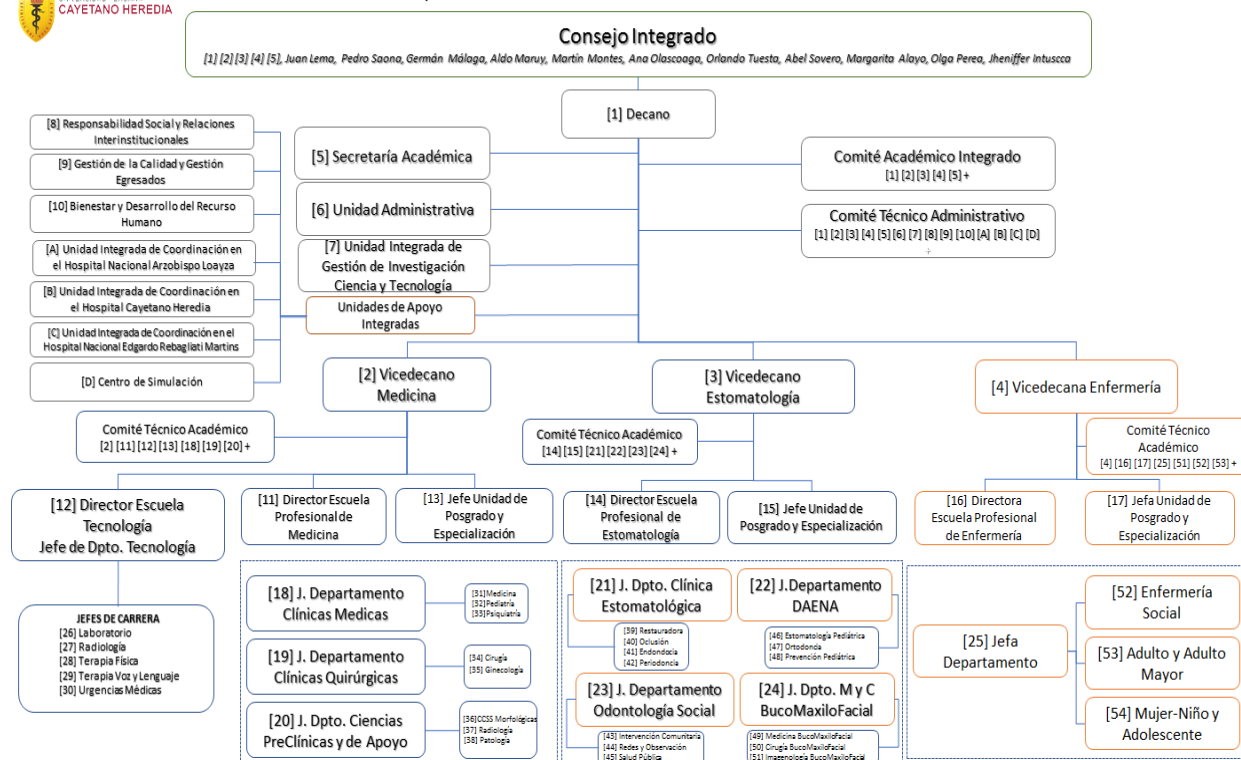 CAYETANO HEREDIA
Consejo Integrado
[1] [2] [3] [4] [5], Juan Lema, Pedro Saona, Germán Málaga, Aldo Maruy, Martin Montes, Ana Olascoaga, Orlando Tuesta, Abel Sovero, Margarita Alayo, Olga Perea, Jheniffer Intuscca
[1] Decano
[8] Responsabilidad Social y Relaciones
Interinstitucionales
[9] Gestión de la Calidad y Gestión
Egresados
[10] Bienestar y Desarrollo del Recurso
Humano
[A] Unidad Integrada de Coordinación en
el Hospital Nacional Arzobispo Loayza
[B] Unidad Integrada de Coordinación en
el Hospital Cayetano Heredia
[C] Unidad Integrada de Coordinación en el
Hospital Nacional Edgardo Rebagliati Martins
[D] Centro de Simulación
[5] Secretaría Académica
[6] Unidad Administrativa
[7] Unidad Integrada de
Gestión de Investigación
Ciencia y Tecnología
Unidades de Apoyo
Integradas
Comité Académico Integrado
[1] [2] [3] [4] [5] +
Comité Técnico Administrativo
[1] [2] [3] [4] [5] [6] [7] [8] [9] [10] [A] [B] [C] [D]
+
[2] Vicedecano
Medicina
[3] Vicedecano
Estomatología
[4] Vicedecana Enfermería
Comité Técnico Académico
[2] [11] [12] [13] [18] [19] [20] +
Comité Técnico Académico
[14] [15] [21] [22] [23] [24] +
Comité Técnico
Académico
[4] [16] [17] [25] [51] [52] [53] +
[12] Director Escuela
Tecnología
Jefe de Dpto. Tecnología
[11] Director Escuela
Profesional de
Medicina
[13] Jefe Unidad de
Posgrado y
Especialización
[14] Director Escuela
Profesional de
Estomatología
[15] Jefe Unidad de
Posgrado y Especialización
[16] Directora
Escuela Profesional
de Enfermería
[17] Jefa Unidad de
Posgrado y
Especialización
JEFES DE CARRERA
[26] Laboratorio
[27] Radiología
[28] Terapia Física
[29] Terapia Voz y Lenguaje
[30] Urgencias Médicas
[18] J. Departamento
Clínicas Medicas
[31]Medicina
[32]Pediatría
[33]Psiquiatría
[19] J. Departamento
Clínicas Quirúrgicas
[34] Cirugía
[35] Ginecología
[20] J. Dpto. Ciencias
PreClínicas y de Apoyo
[36]CCSS Morfológicas
[37] Radiología
[38] Patología
[21] J. Dpto. Clínica
Estomatológica
[39] Restauradora
[40] Oclusión
[41] Endondocia
[42] Periodoncia
[22] J.Departamento
DAENA
[46] Estomatología Pediátrica
[47] Ortodoncia
[48] Prevención Pediátrica
[23] J. Departamento
Odontología Social
[43] Intervención Comunitaria
[44] Redes y Observación
[45] Salud Pública
[24] J. Dpto. M y C
BucoMaxiloFacial
[49] Medicina BucoMaxiloFacial
[50] Cirugía BucoMaxiloFacial
[51] Imagenología BucoMaxiloFacial
[25] Jefa
Departamento
[52] Enfermería
Social
[53] Adulto y Adulto
Mayor
[54] Mujer-Niño y
Adolescente